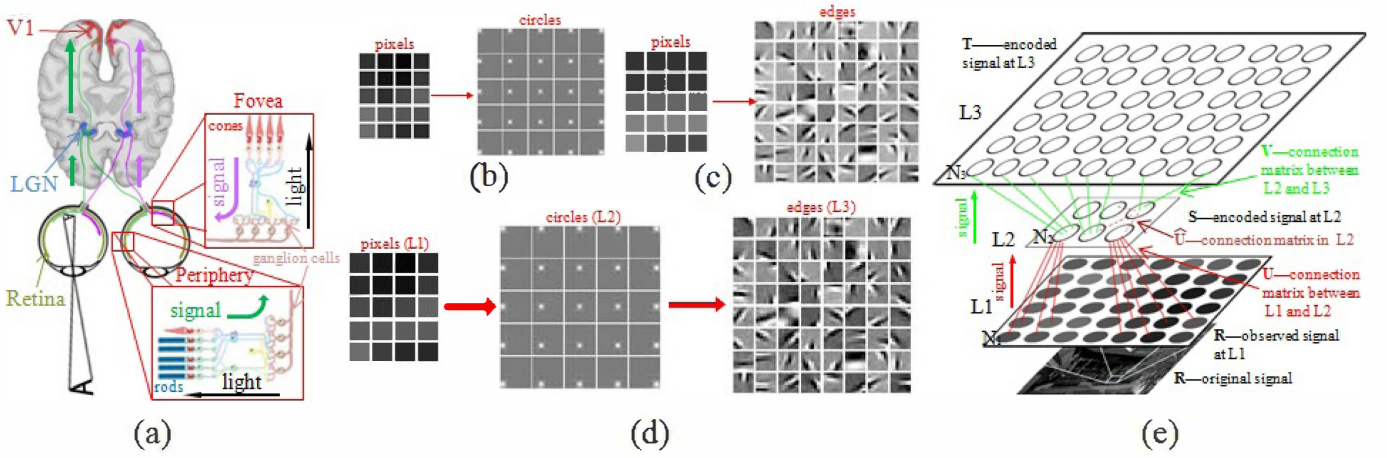 V1
LGN
Retina
A
Fovea
cones
signal
light
ganglion cells
Periphery
signal
rods
light
(a)
pixels
circles
(b)
pixels
edges
(c)
pixels (L1)
circles (L2)
edges (L3)
(d)
T—encoded
signal at L3
L3
N3
V—connection
matrix between
L2 and L3
signal
S—encoded signal at L2
L2
N2
Û—connection matrix in L2
signal
U—connection
matrix between
L1 and L2
L1
N1
R—observed signal
at L1
R—original signal
(e)